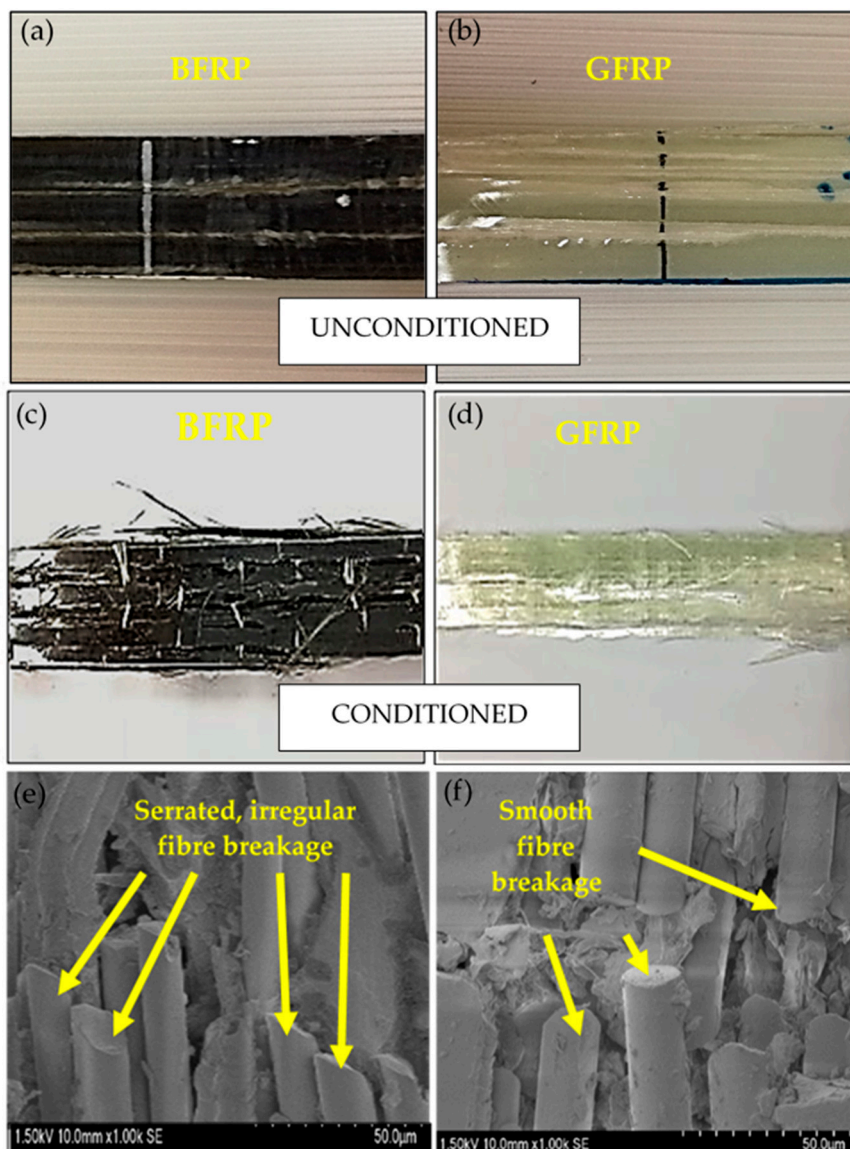 (a)
BFRP
(b)
GFRP
UNCONDITIONED
(c)
BFRP
(d)
GFRP
CONDITIONED
(e)
Serrated, irregular
fibre breakage
1.50kV 10.0mm x1.00k SE
50.0µm
(f)
Smooth
fibre
breakage
1.50kV 10.0mm x1.00k SE
50.0µm